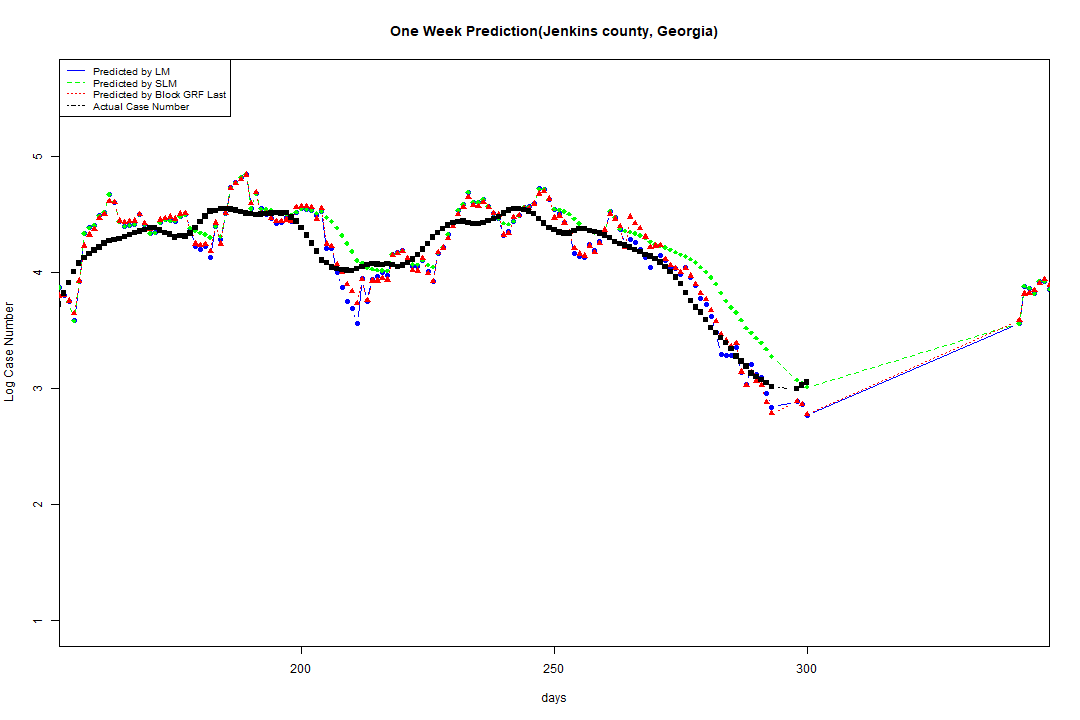 One Week Prediction(Jenkins county, Georgia)
Predicted by LM
Predicted by SLM
Predicted by Block GRF Last
Actual Case Number
5
4
3
2
1
Log Case Number
200
250
300
days